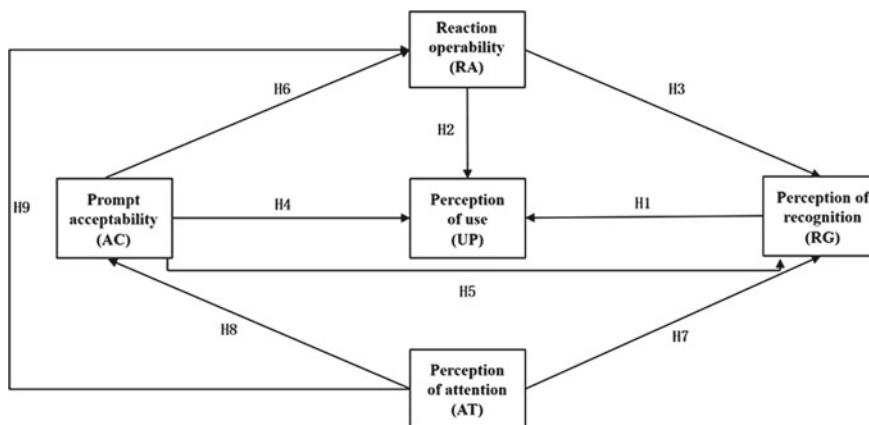 Reaction
operability
(RA)
H6
H3
H2
H9
Prompt
acceptability
(AC)
H4
Perception
of use
(UP)
H1
Perception of
recognition
(RG)
H5
H8
H7
Perception
of attention
(AT)